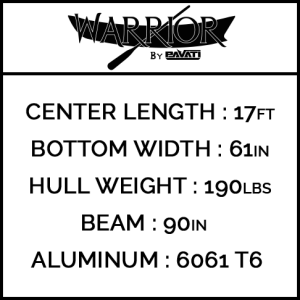 WARRIOR
BY PAVATI
CENTER LENGTH : 17FT
BOTTOM WIDTH : 61IN
HULL WEIGHT : 190LBS
BEAM : 90IN
ALUMINUM : 6061 T6